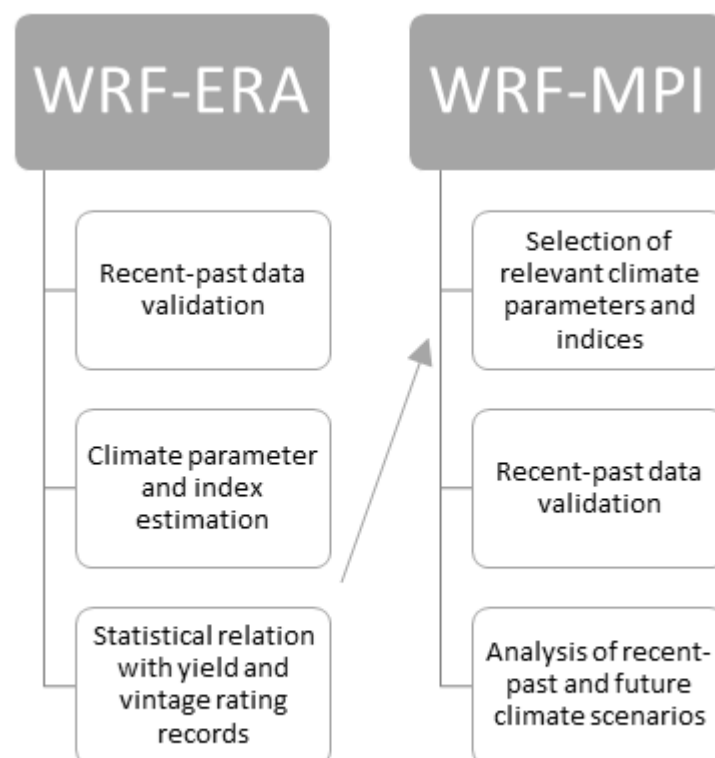 WRF-ERA
Recent-past data
validation
Climate parameter
and index
estimation
Statistical relation
with yield and
vintage rating
records
WRF-MPI
Selection of
relevant climate
parameters and
indices
Recent-past data
validation
Analysis of recent-
past and future
climate scenarios